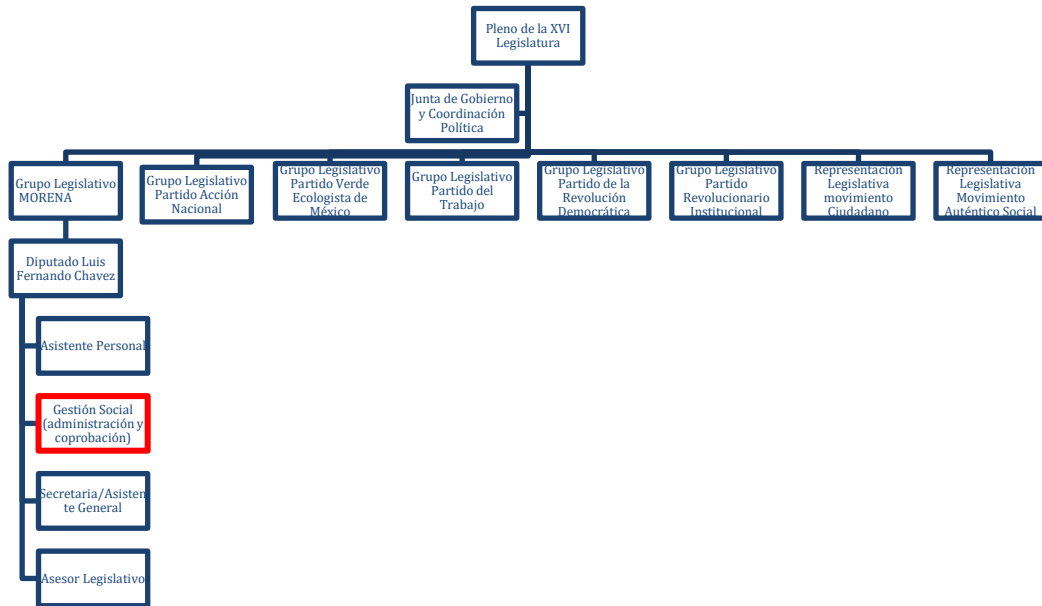 Pleno de la XVI
Legislatura
Junta de Gobierno
y Coordinación
Política
Grupo Legislativo
MORENA
Grupo Legislativo
Partido Acción
Nacional
Grupo Legislativo
Partido Verde
Ecologista de
México
Grupo Legislativo
Partido del
Trabajo
Grupo Legislativo
Partido de la
Revolución
Democrática
Grupo Legislativo
Partido
Revolucionario
Institucional
Representación
Legislativa
movimiento
Ciudadano
Representación
Legislativa
Movimiento
Auténtico Social
Diputado Luis
Fernando Chavez
Asistente Personal
Gestión Social
(administración y
coprobación)
Secretaria/Asisten
te General
Asesor Legislativo